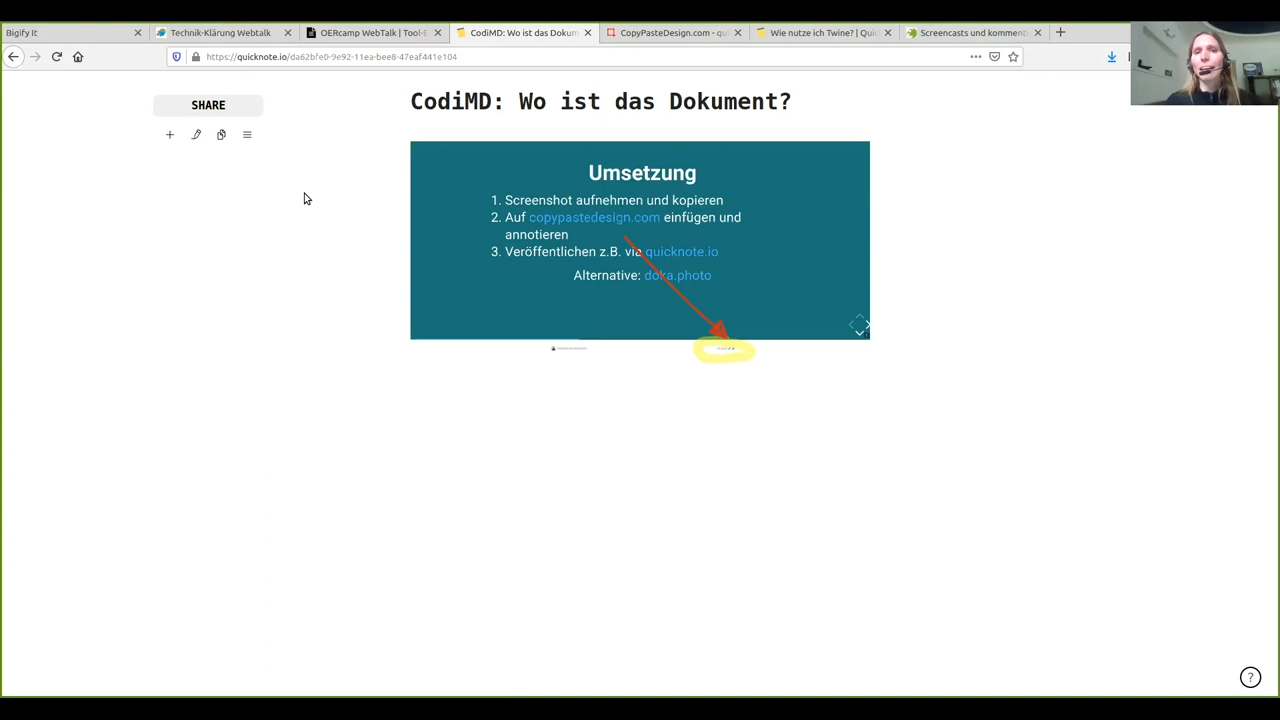 Bigify It
Technik-Klärung Webtalk
OERcamp WebTalk | Tool-E
CodiMD: Wo ist das Dokum
CopyPasteDesign.com - qu
Wie nutze ich Twine? | Quic
Screencasts und kommenti
https://quicknote.io/da62bfe0-9e92-11ea-bee8-47eaf441e104
SHARE
CodiMD: Wo ist das Dokument?
Umsetzung
1. Screenshot aufnehmen und kopieren
2. Auf copypastedesign.com einfügen und
annotieren
3. Veröffentlichen z.B. via quicknote.io
Alternative: doka.photo
?